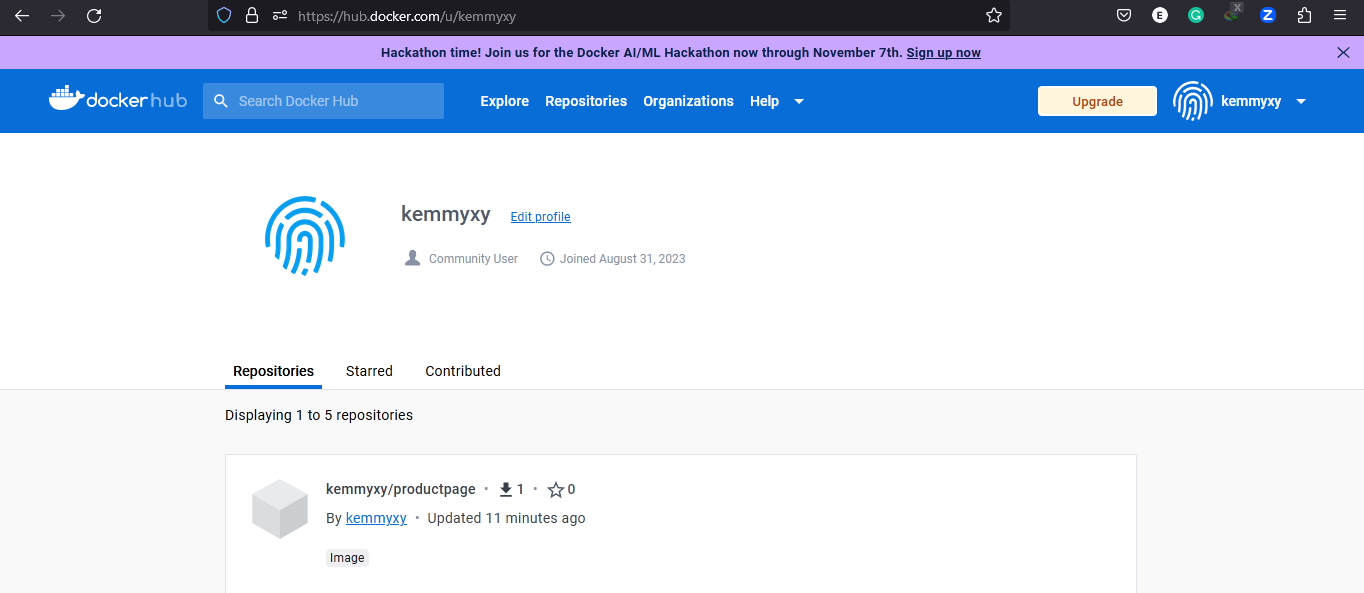 https://hub.docker.com/u/kemmyxy
E
G
X
Z
Hackathon time! Join us for the Docker AI/ML Hackathon now through November 7th. Sign up now
dockerhub
Search Docker Hub
Explore
Repositories
Organizations
Help
Upgrade
kemmyxy
kemmyxy
Edit profile
Community User
Joined August 31, 2023
Repositories
Starred
Contributed
Displaying 1 to 5 repositories
kemmyxy/productpage • 1 • 0
By kemmyxy • Updated 11 minutes ago
Image